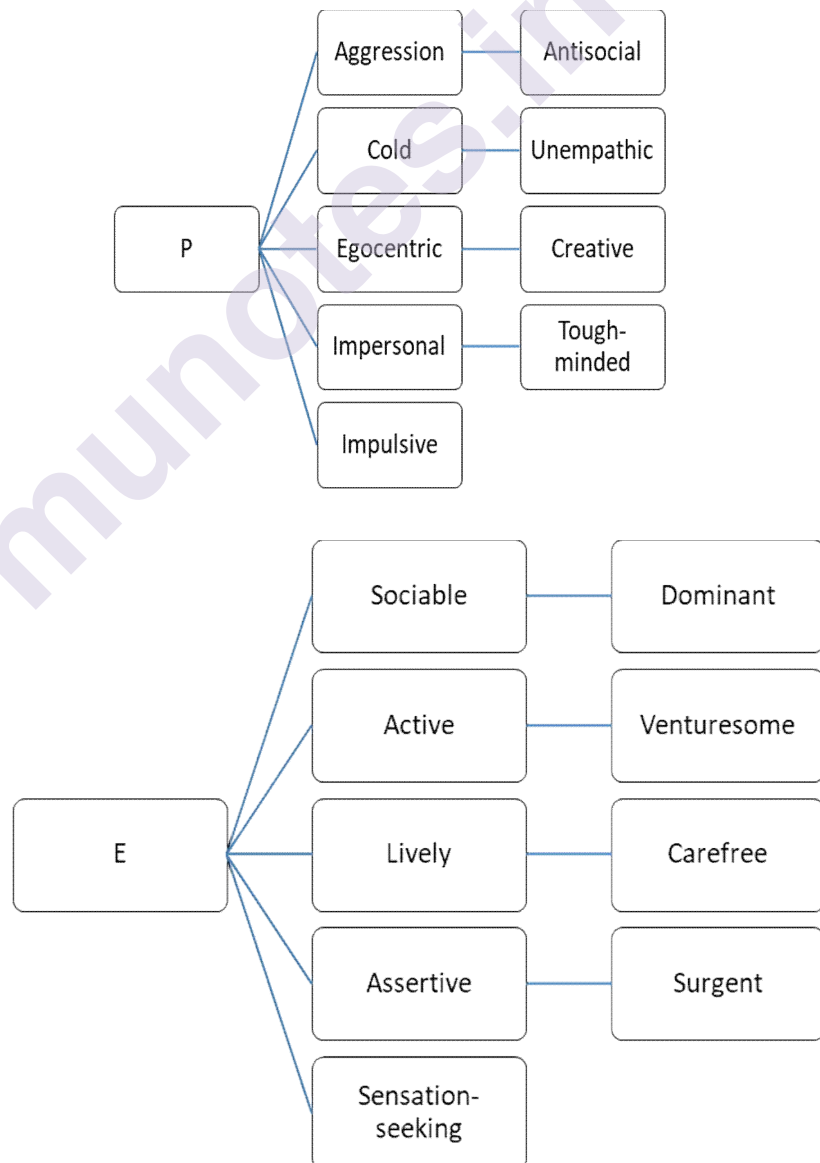 Aggression
Antisocial
Cold
Unempathic
P
Egocentric
Creative
Impersonal
Tough-
minded
Impulsive
Sociable
Dominant
Active
Venturesome
E
Lively
Carefree
Assertive
Surgent
Sensation-
seeking
munotes.in